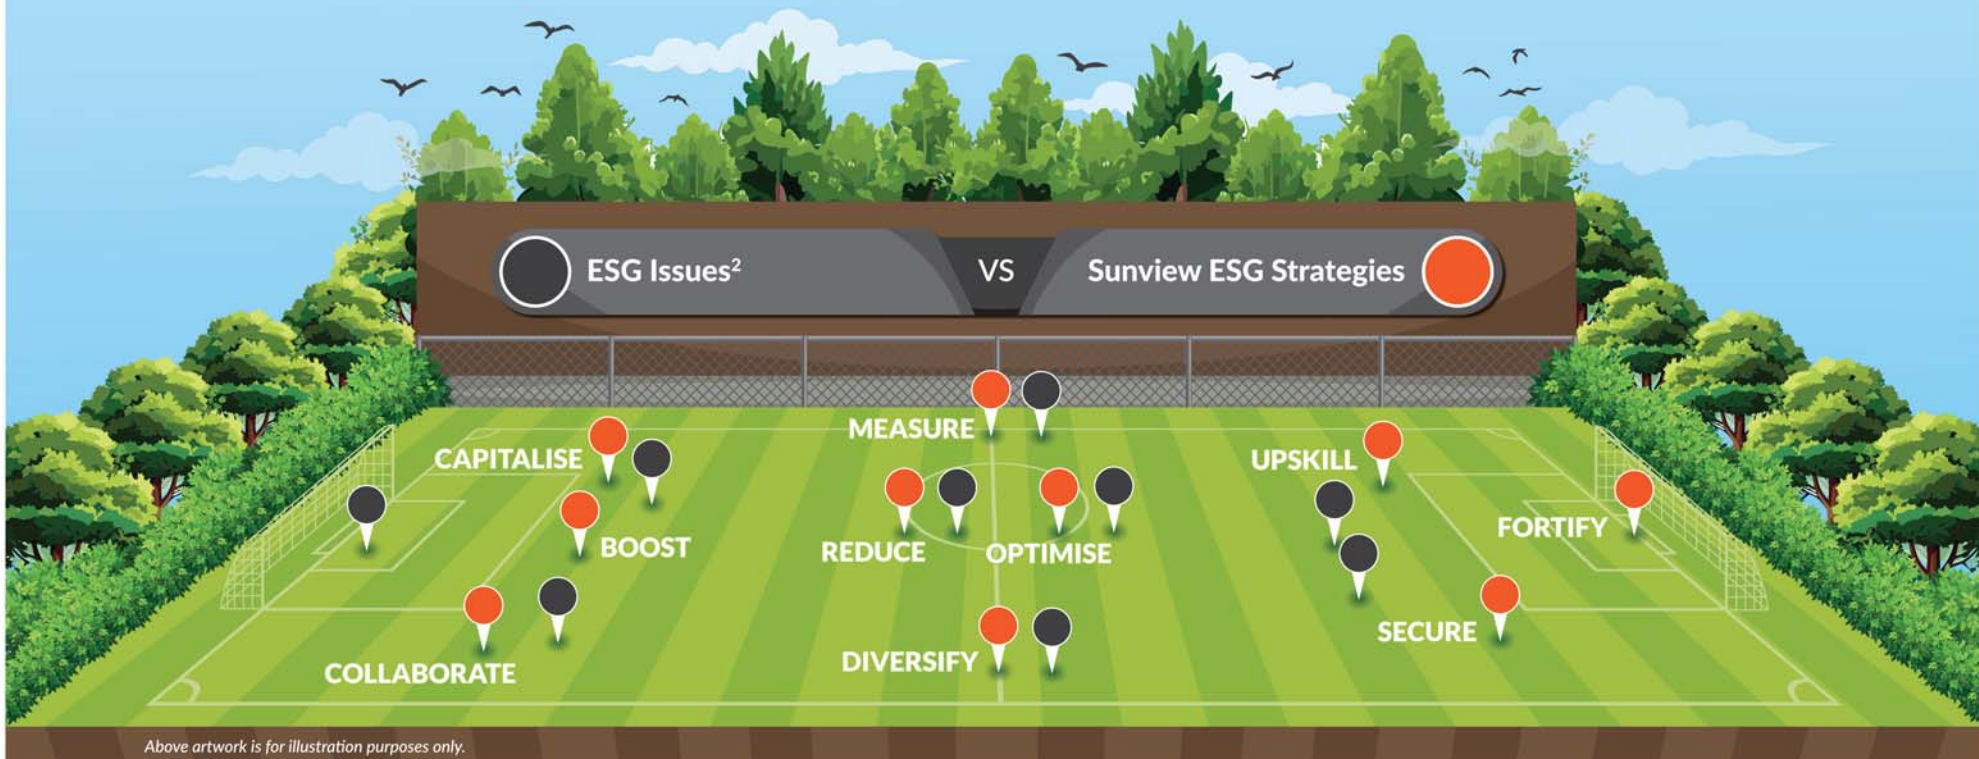 ESG Issues²
VS
Sunview ESG Strategies
MEASURE
CAPITALISE
UPSKILL
FORTIFY
BOOST
REDUCE
OPTIMISE
SECURE
DIVERSIFY
COLLABORATE
Above artwork is for illustration purposes only.